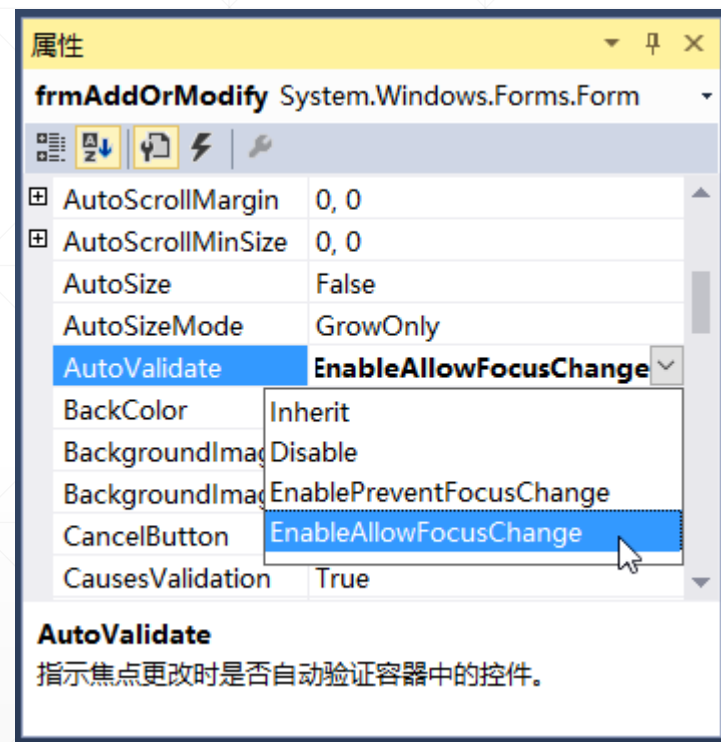 属性
frmAddOrModify System.Windows.Forms.Form
AutoScrollMargin 0, 0
AutoScrollMinSize 0, 0
AutoSize False
AutoSizeMode GrowOnly
AutoValidate EnableAllowFocusChange
BackColor Inherit
BackgroundImag Disable
BackgroundImag EnablePreventFocusChange
CancelButton EnableAllowFocusChange
CausesValidation True
AutoValidate
指示焦点更改时是否自动验证容器中的控件。